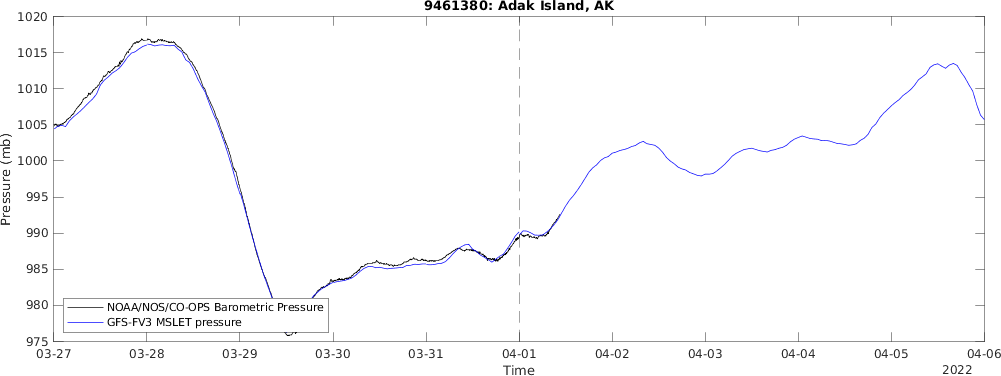 9461380: Adak Island, AK
Pressure (mb)
1020
1015
1010
1005
1000
995
990
985
980
975
NOAA/NOS/CO-OPS Barometric Pressure
GFS-FV3 MSLET pressure
03-27 03-28 03-29 03-30 03-31 04-01 04-02 04-03 04-04 04-05 04-06
Time
2022